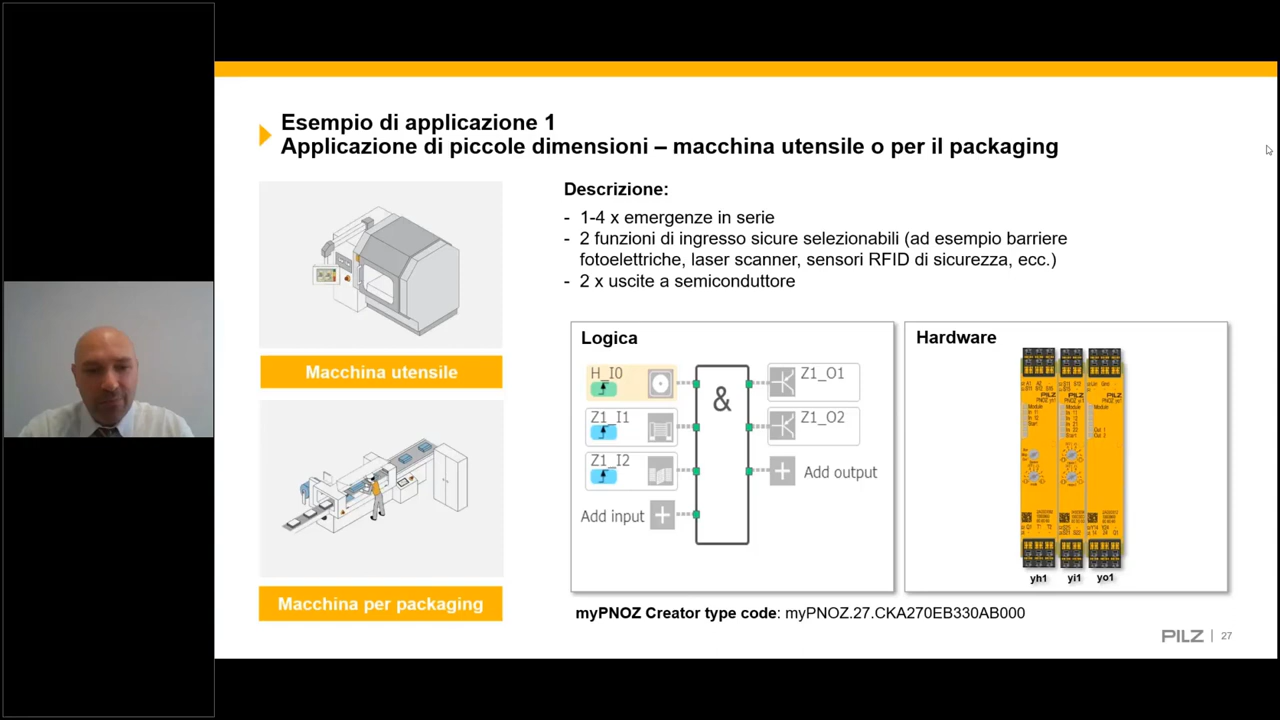 Esempio di applicazione 1
Applicazione di piccole dimensioni – macchina utensile o per il packaging
Macchina utensile
Macchina per packaging
Descrizione:
- 1-4 x emergenze in serie
- 2 funzioni di ingresso sicure selezionabili (ad esempio barriere
fotoelettriche, laser scanner, sensori RFID di sicurezza, ecc.)
- 2 x uscite a semiconduttore
Logica
H_I0
Z1_I1
Z1_I2
Add input
&
Z1_O1
Z1_O2
Add output
Hardware
PILZ
PILZ
PILZ
yh1
yi1
yo1
myPNOZ Creator type code: myPNOZ.27.CKA270EB330AB000
PILZ | 27